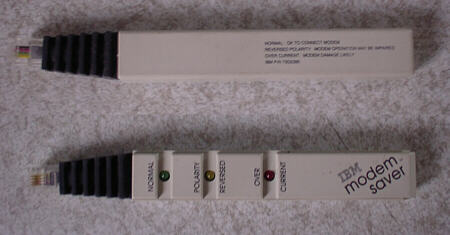 NORMAL: OK TO CONNECT MODEM
REVERSED POLARITY: MODEM OPERATION MAY BE IMPAIRED
OVER CURRENT: MODEM DAMAGE LIKELY
IBM P/N
NORMAL
POLARITY
REVERSED
OVER
CURRENT
IBM
modem
saver